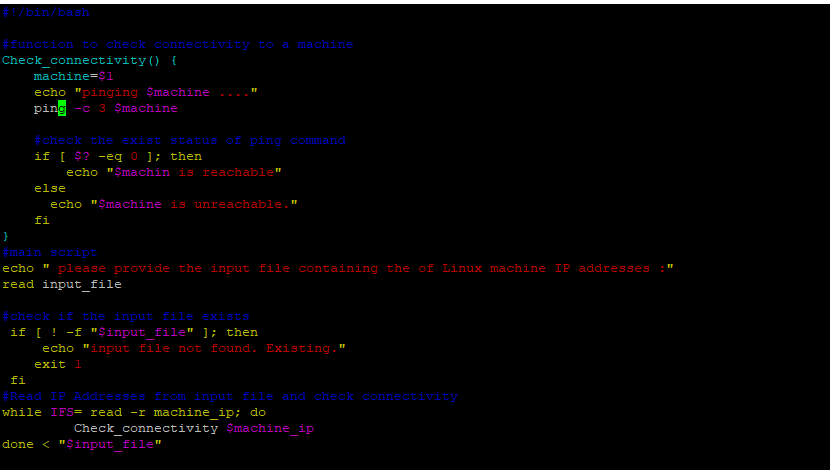 #!/bin/bash
#function to check connectivity to a machine
Check_connectivity() {
machine=$1
echo "pinging $machine ...."
ping -c 3 $machine
#check the exist status of ping command
if [ $? -eq 0 ]; then
echo "$machin is reachable"
else
echo "$machine is unreachable."
fi
}
#main script
echo " please provide the input file containing the of Linux machine IP addresses :"
read input_file
#check if the input file exists
if [ ! -f "$input_file" ]; then
echo "input file not found. Existing."
exit 1
fi
#Read IP Addresses from input file and check connectivity
while IFS= read -r machine_ip; do
Check_connectivity $machine_ip
done < "$input_file"